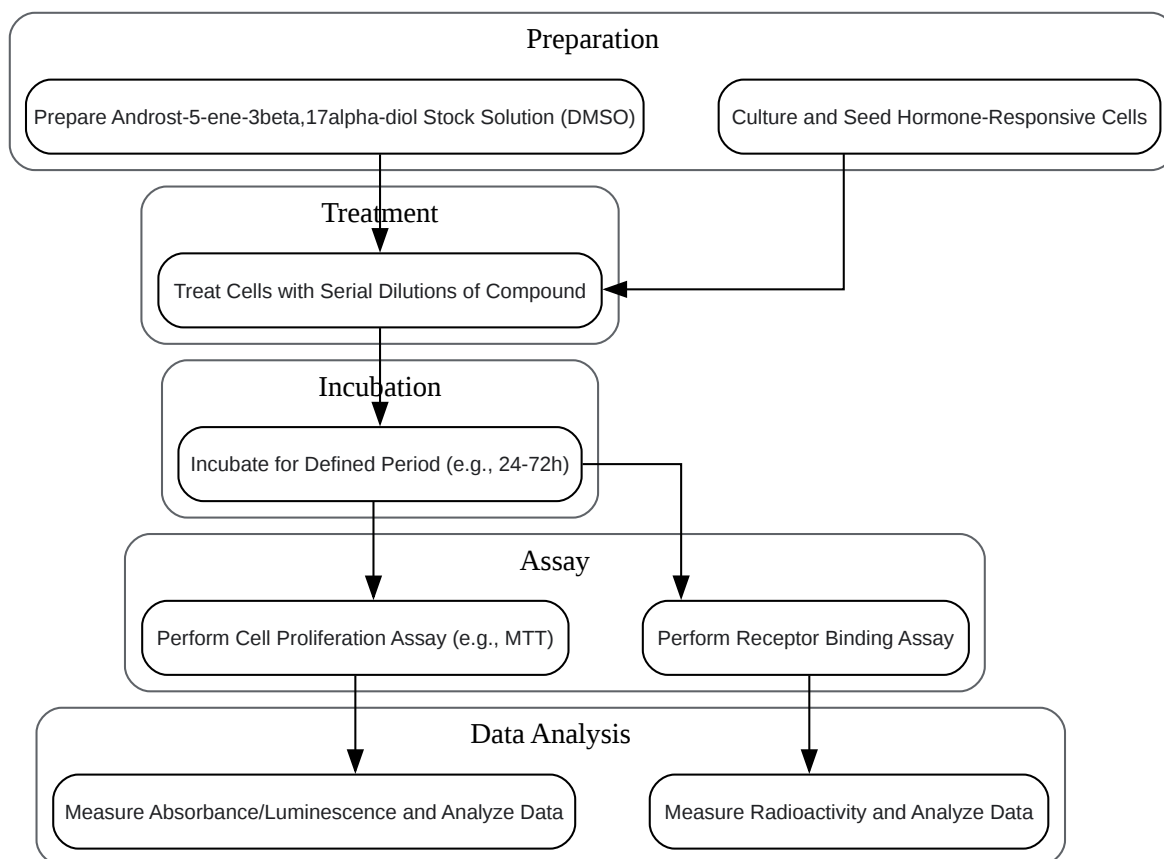 Preparation
Prepare Androst-5-ene-3beta,17alpha-diol Stock Solution (DMSO)
Culture and Seed Hormone-Responsive Cells
Treatment
Treat Cells with Serial Dilutions of Compound
Incubation
Incubate for Defined Period (e.g., 24-72h)
Assay
Perform Cell Proliferation Assay (e.g., MTT)
Perform Receptor Binding Assay
Data Analysis
Measure Absorbance/Luminescence and Analyze Data
Measure Radioactivity and Analyze Data